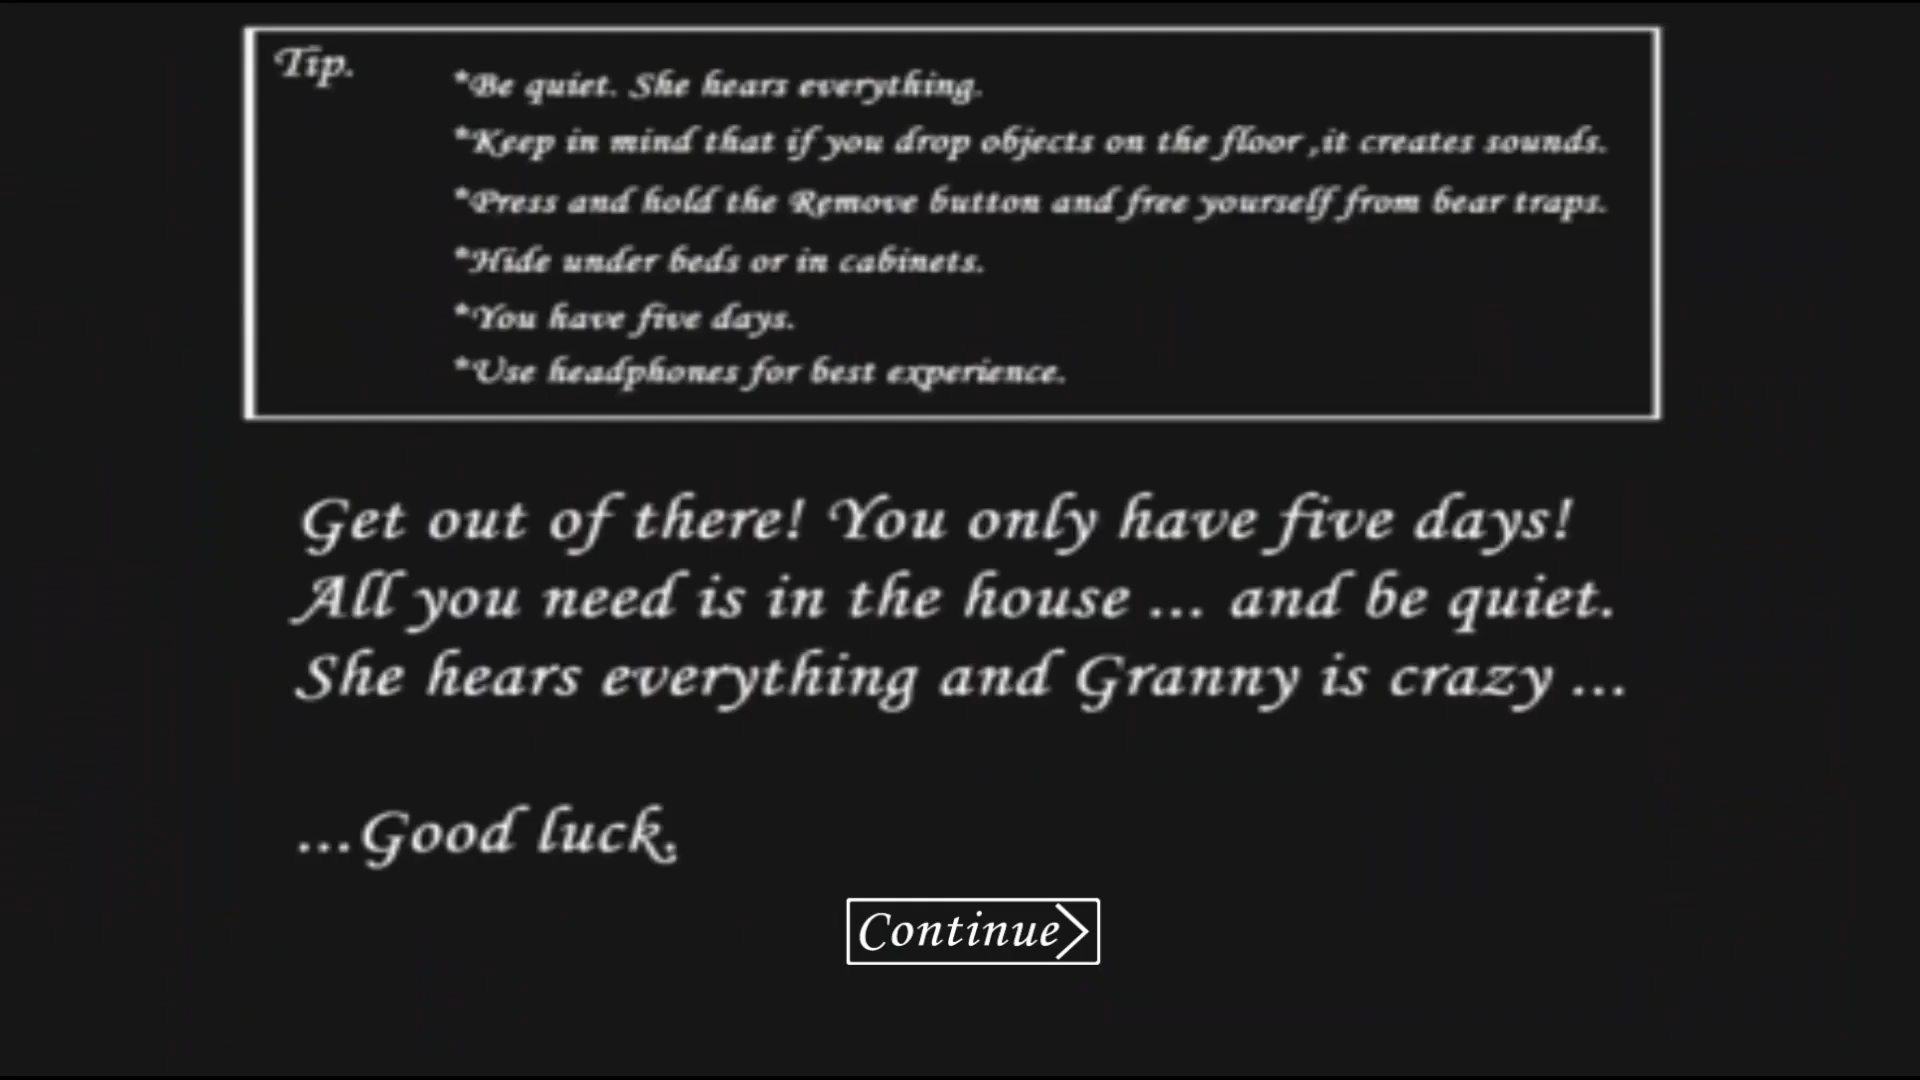 Tip.
*Be quiet. She hears everything.
*Keep in mind that if you drop objects on the floor ,it creates sounds.
*Press and hold the Remove button and free yourself from bear traps.
*Hide under beds or in cabinets.
*You have five days.
*Use headphones for best experience.
Get out of there! You only have five days!
All you need is in the house ... and be quiet.
She hears everything and Granny is crazy ...
...Good luck.
Continue>